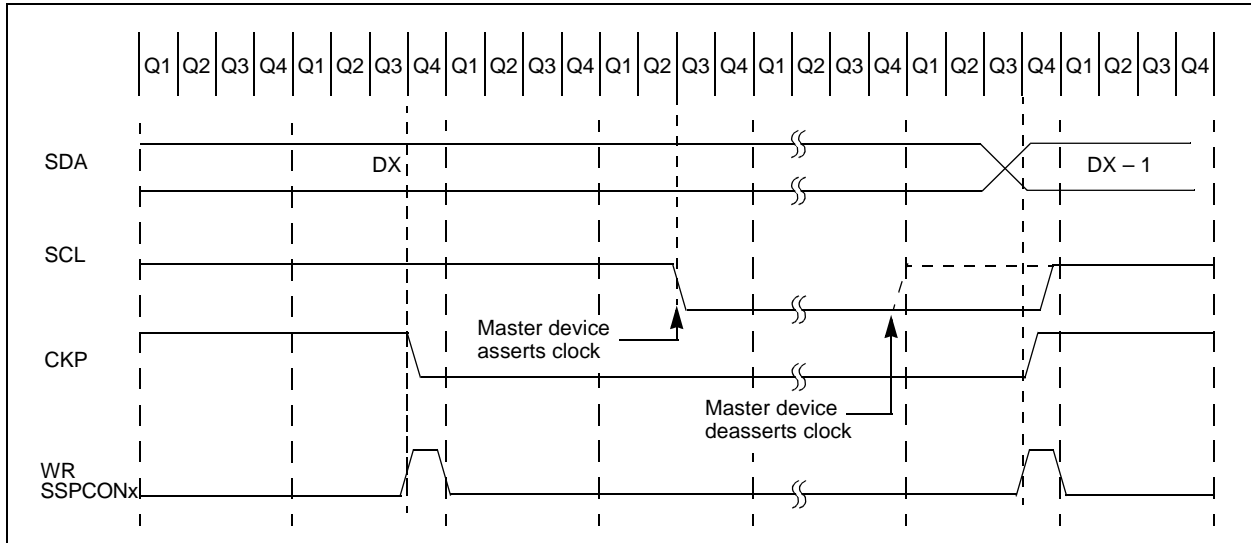 Q1 Q2 Q3 Q4 Q1 Q2 Q3 Q4 Q1 Q2 Q3 Q4 Q1 Q2 Q3 Q4 Q1 Q2 Q3 Q4 Q1 Q2 Q3 Q4 Q1 Q2 Q3 Q4
SDA
DX
DX – 1
SCL
Master device
asserts clock
CKP
Master device
deasserts clock
WR
SSPCONx